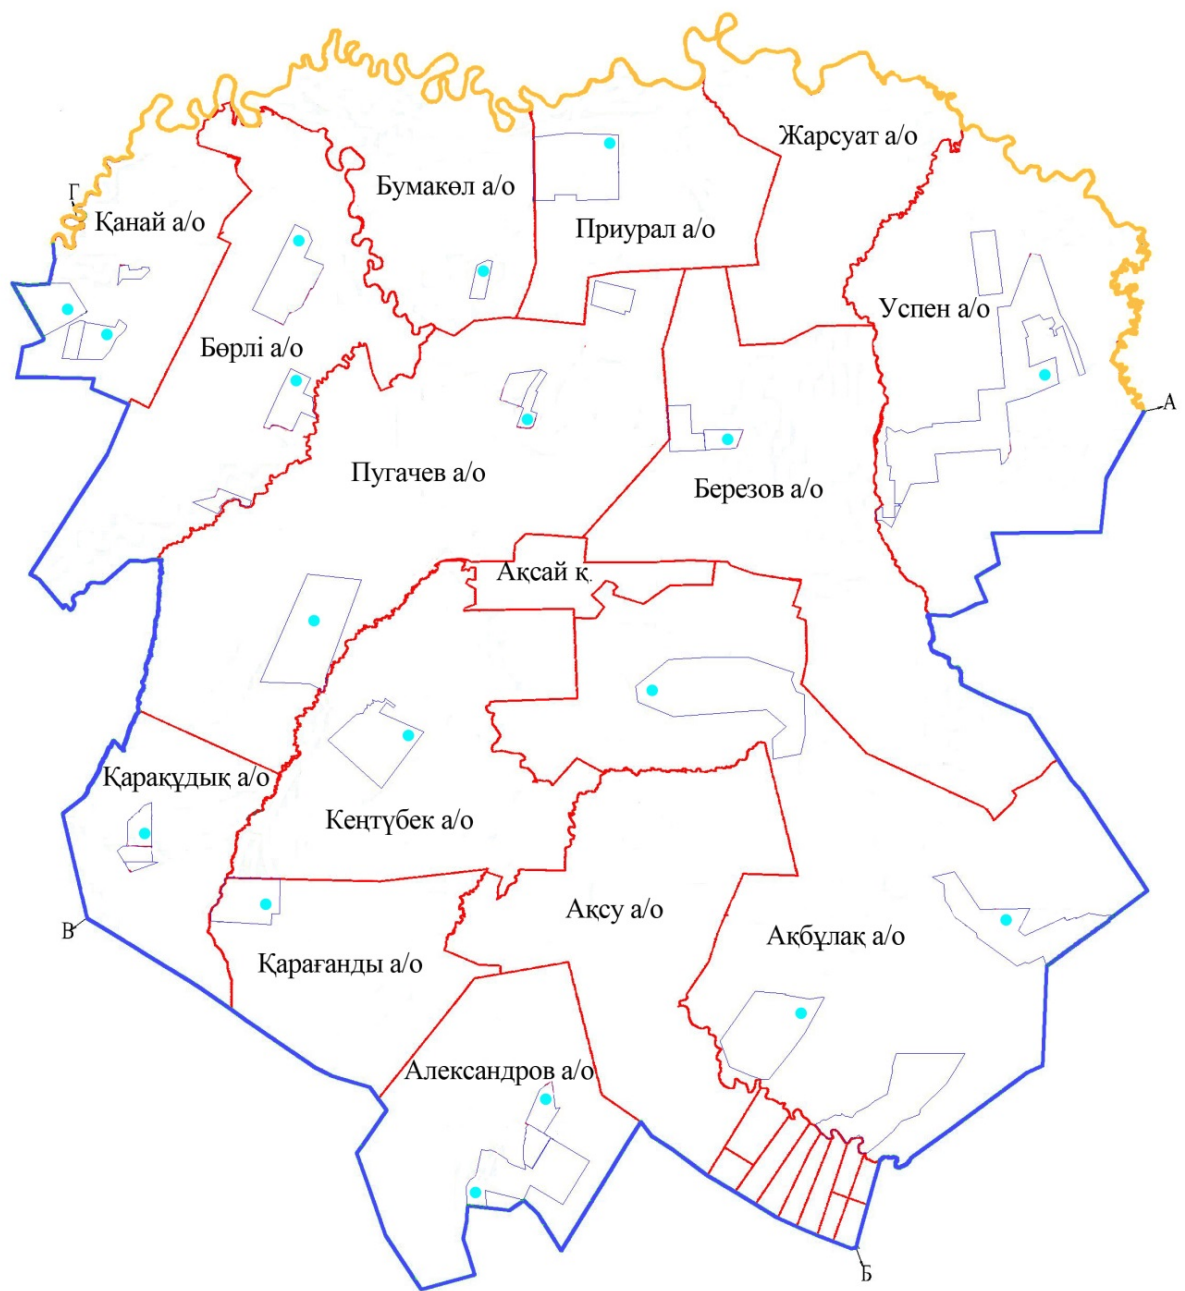 Жарсуат а/о
Бумакөл а/о
Г
Қанай а/о
Приурал а/о
Успен а/о
Бөрлі а/о
А
Пугачев а/о
Березов а/о
Ақсай қ.
Қарақұдық а/о
Кеңтүбек а/о
Ақсу а/о
В
Ақбұлақ а/о
Қарағанды а/о
Александров а/о
Б